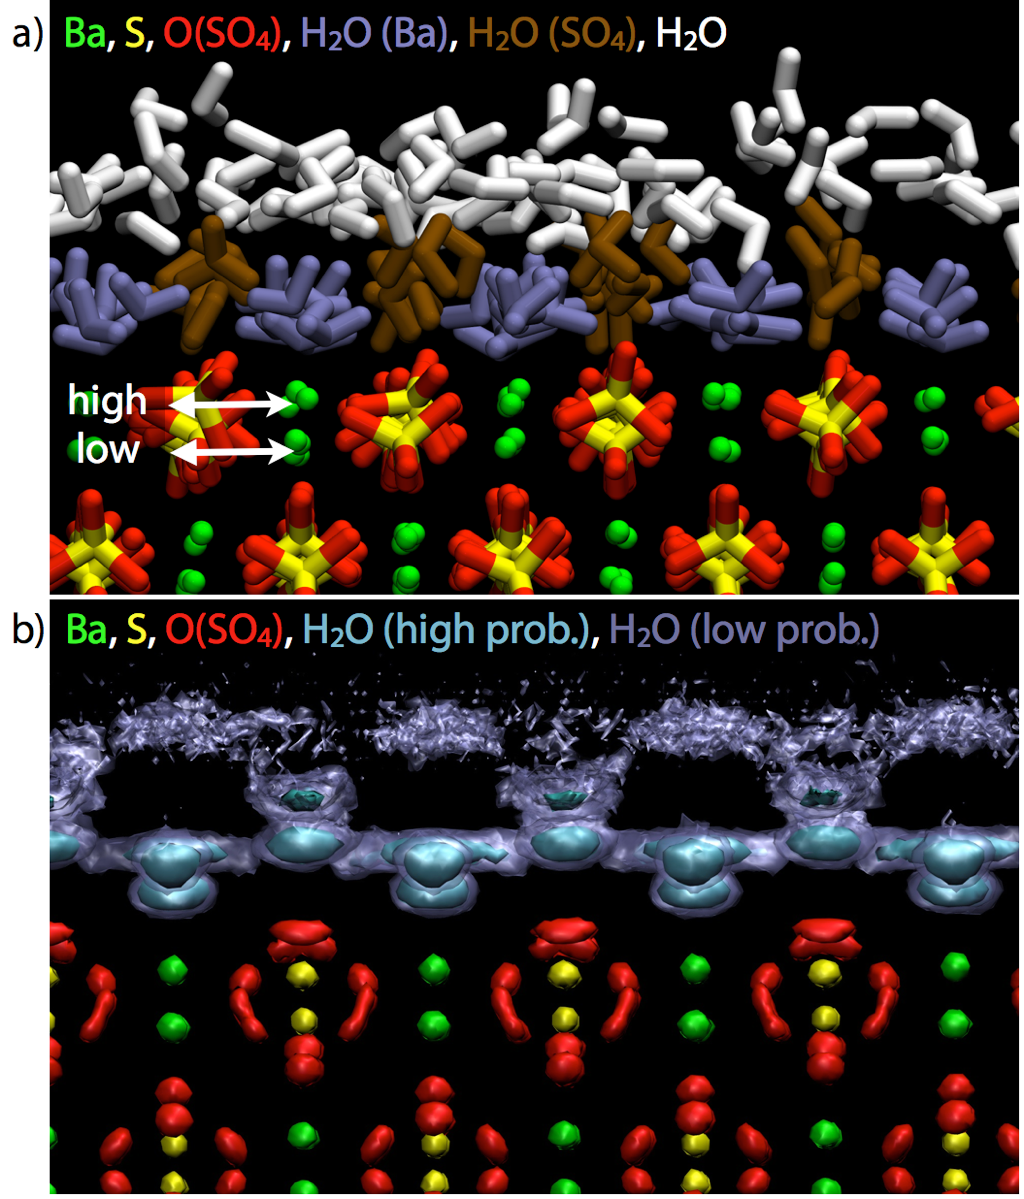 a) Ba, S, O(SO₄), H₂O (Ba), H₂O (SO₄), H₂O
high
low
b) Ba, S, O(SO₄), H₂O (high prob.), H₂O (low prob.)